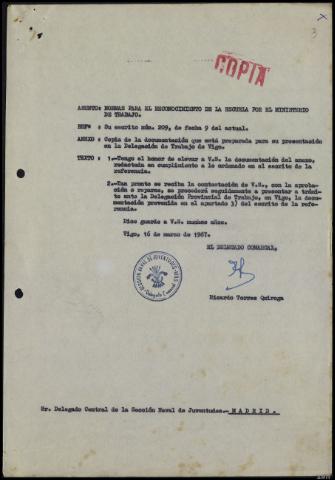 3
COPIA
ASUNTO: NORMAS PARA EL RECONOCIMIENTO DE LA ESCUELA POR EL MINISTERIO
DE TRABAJO.
REFª: Su escrito núm. 209, de fecha 9 del actual.
ANEXO: Copia de la documentación que está preparada para su presentación
en la Delegación de Trabajo de Vigo.
TEXTO: 1.-Tengo el honor de elevar a V.S. la documentación del anexo,
redactada en cumplimiento a lo ordenado en el escrito de la
referencia.
2.-Una pronto se reciba la contestación de V.S., con la aproba-
ción o reparos, se procederá seguidamente a presentar a trámi-
te ante la Delegación Provincial de Trabajo, en Vigo, la docu-
mentación prevenida en el apartado 3) del escrito de la refe-
rencia.
Dios guarde a V.S. muchos años.
Vigo, 16 de marzo de 1967.
EL DELEGADO COMARCAL,
Ricardo Torres Quiroga
Sr. Delegado Central de la Sección Naval de Juventudes.- MADRID.